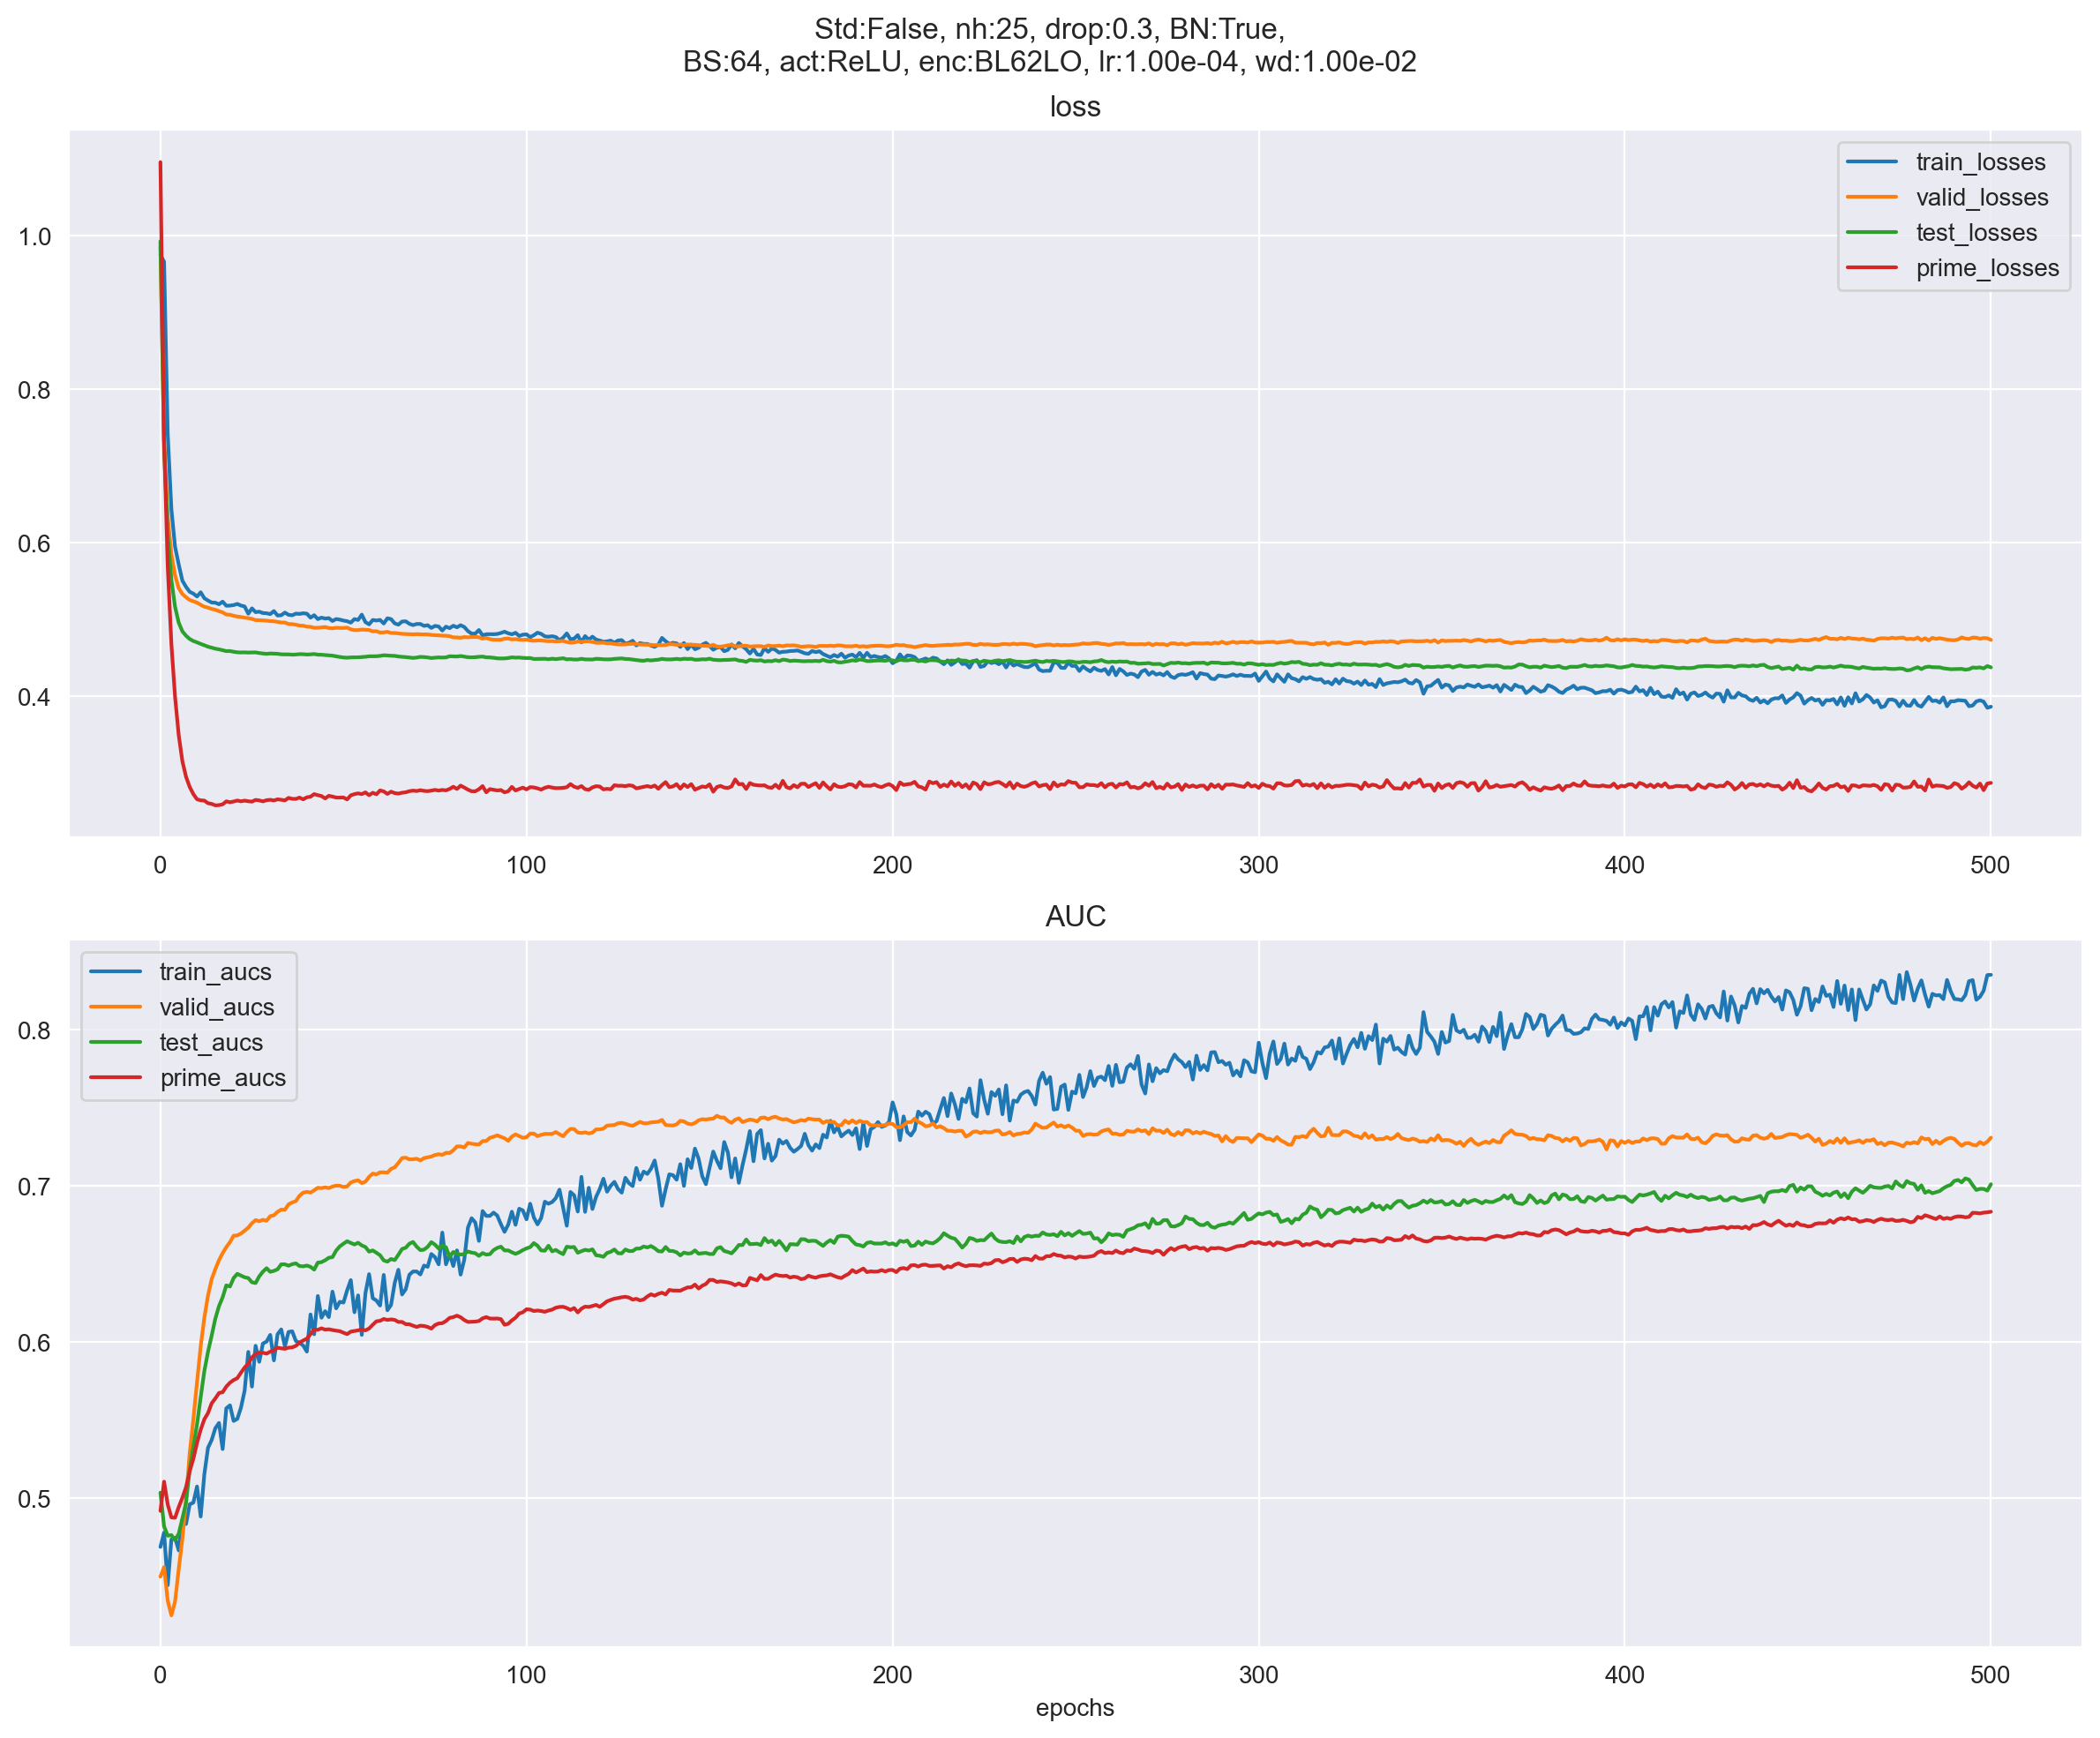 Std:False, nh:25, drop:0.3, BN:True,
BS:64, act:ReLU, enc:BL62LO, lr:1.00e-04, wd:1.00e-02
loss
train_losses
valid_losses
test_losses
prime_losses
1.0
0.8
0.6
0.4
0 100 200 300 400 500
AUC
train_aucs
valid_aucs
test_aucs
prime_aucs
0.8
0.7
0.6
0.5
0 100 200 300 400 500
epochs